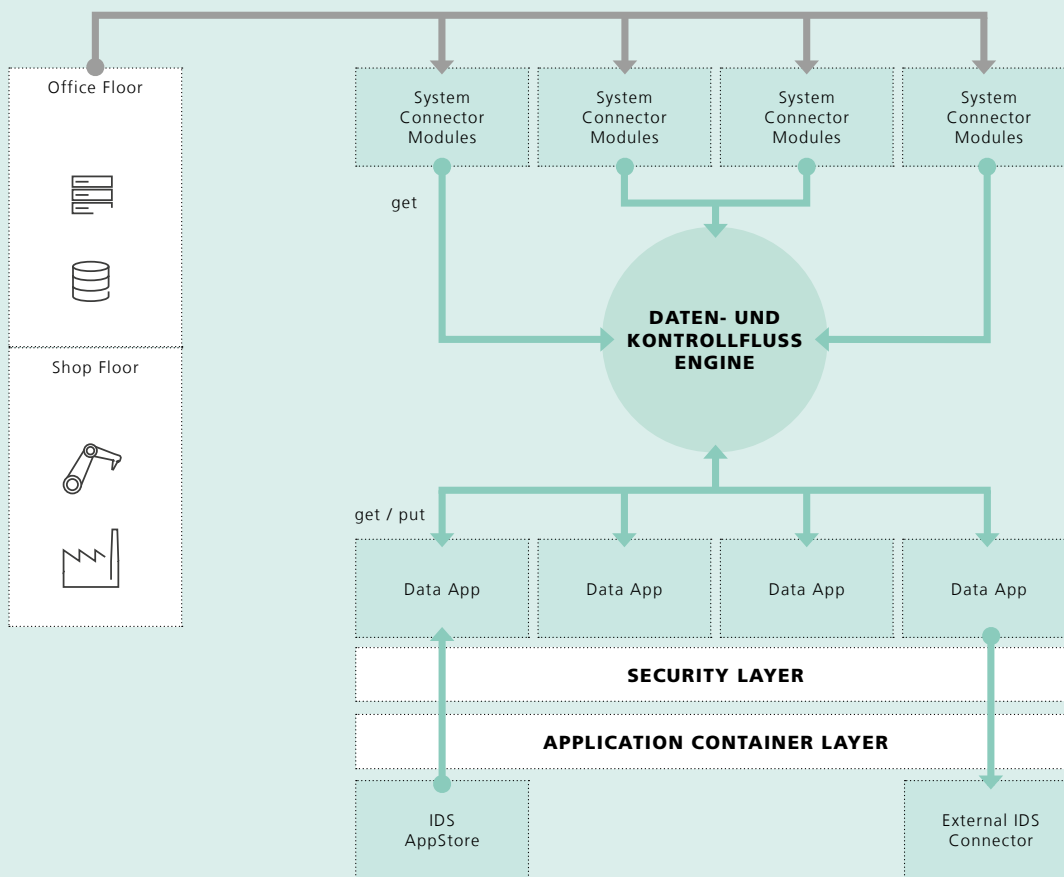 Office Floor
System
Connector
Modules
System
Connector
Modules
System
Connector
Modules
System
Connector
Modules
get
DATEN- UND
KONTROLLFLUSS
ENGINE
Shop Floor
get / put
Data App
Data App
Data App
Data App
SECURITY LAYER
APPLICATION CONTAINER LAYER
IDS
AppStore
External IDS
Connector